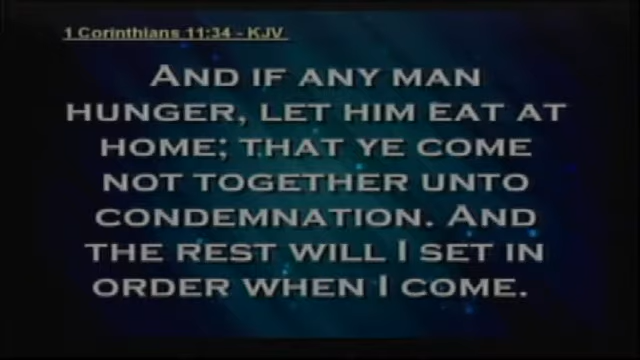 1 Corinthians 11:34 - KJV
AND IF ANY MAN
HUNGER, LET HIM EAT AT
HOME; THAT YE COME
NOT TOGETHER UNTO
CONDEMNATION. AND
THE REST WILL I SET IN
ORDER WHEN I COME.